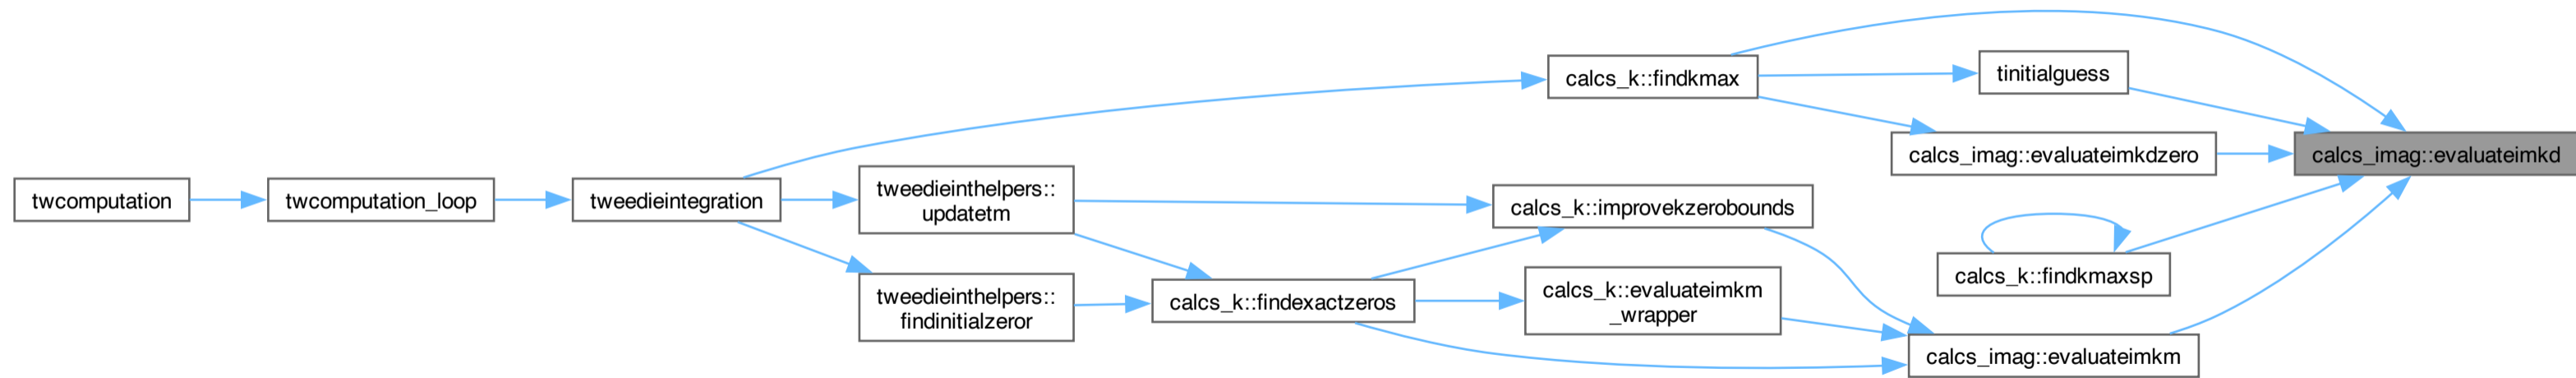 twcomputation
twcomputation_loop
tweedieintegration
tweedieinthelpers::
updatetm
tweedieinthelpers::
findinitialzeror
calcs_k::findexactzeros
calcs_k::findkmax
calcs_k::improvekzerobounds
calcs_k::evaluateimkm
_wrapper
tinitialguess
calcs_imag::evaluateimkdzero
calcs_k::findkmaxsp
calcs_imag::evaluateimkm
calcs_imag::evaluateimkd